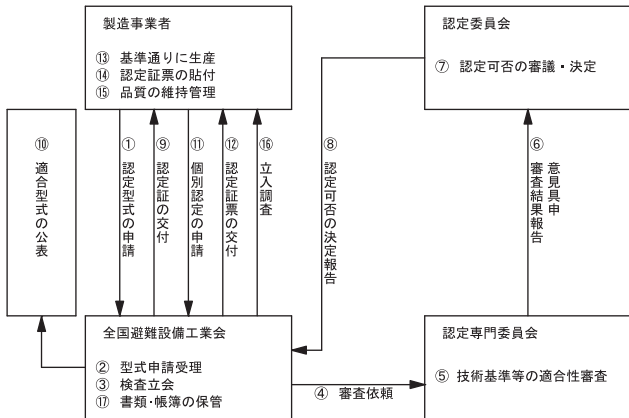 製造事業者
⑬ 基準通りに生産
⑭ 認定証票の貼付
⑮ 品質の維持管理
認定委員会
⑦ 認定可否の審議・決定
⑩ 適合型式の公表
① 認定型式の申請
⑨ 認定証の交付
⑪ 個別認定の申請
⑫ 認定証票の交付
⑯ 立入調査
⑧ 認定可否の決定報告
⑥ 審査結果報告
意見具申
全国避難設備工業会
② 型式申請受理
③ 検査立会
⑰ 書類・帳簿の保管
④ 審査依頼
認定専門委員会
⑤ 技術基準等の適合性審査